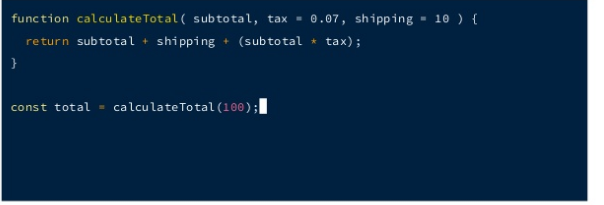 function calculateTotal( subtotal, tax = 0.07, shipping = 10 ) {
  return subtotal + shipping + (subtotal * tax);
}

const total = calculateTotal(100);